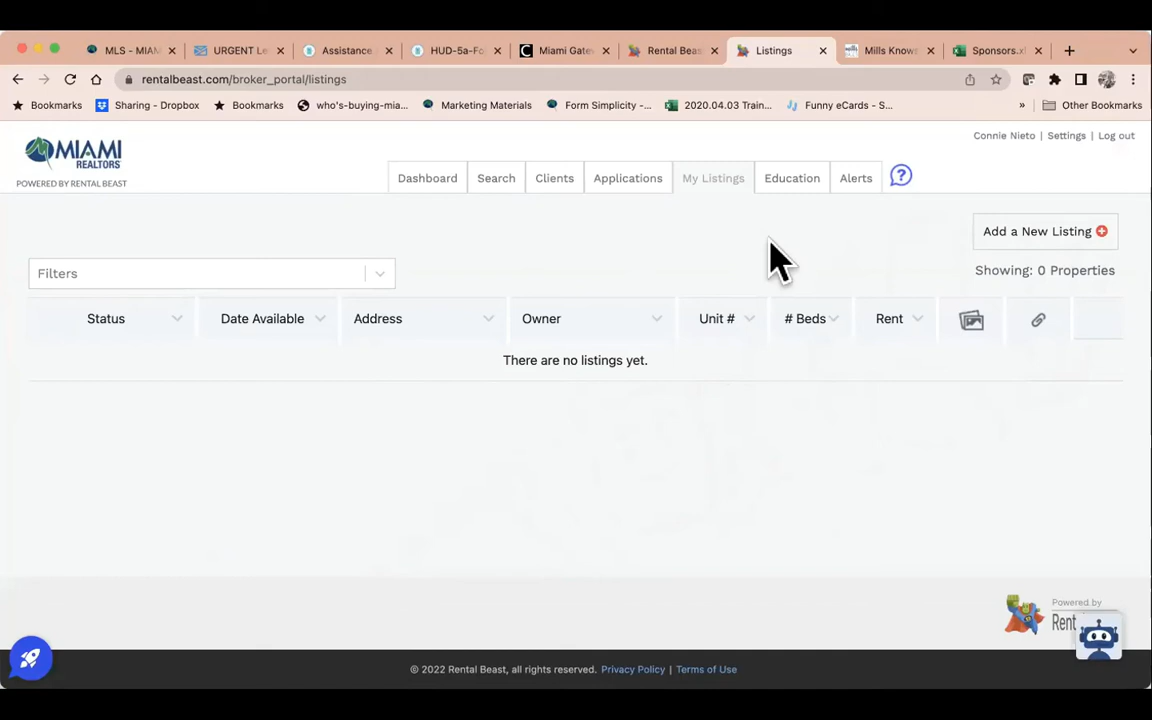 MLS - MIAM
URGENT Le
Assistance
HUD-5a-Fo
Miami Gate
Rental Beas
Listings
Mills Know
Sponsors.xl
rentalbeast.com/broker_portal/listings
Bookmarks
Sharing - Dropbox
Bookmarks
who's-buying-mia...
Marketing Materials
Form Simplicity -...
2020.04.03 Train...
Funny eCards - S...
»
Other Bookmarks
Connie Nieto | Settings | Log out
MIAMI
REALTORS
POWERED BY RENTAL BEAST
Dashboard
Search
Clients
Applications
My Listings
Education
Alerts
?
Add a New Listing
Filters
Showing: 0 Properties
Status
Date Available
Address
Owner
Unit #
# Beds
Rent
There are no listings yet.
Powered by
Rent
© 2022 Rental Beast, all rights reserved. Privacy Policy | Terms of Use